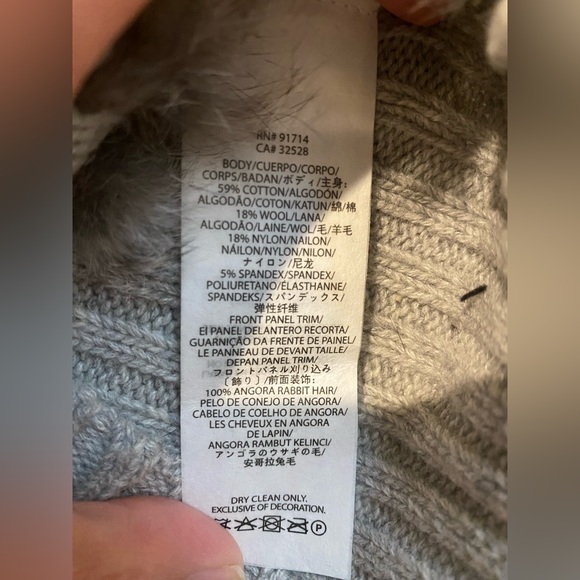 RN# 91714
CA# 32528
BODY/CUERPO/CORPO/
CORPS/BADAN/ボディ/主身:
59% COTTON/ALGODÓN/
ALGODÃO/COTON/KATUN/綿/棉
18% WOOL/LANA/
ALGODÃO/LAINE/WOL/毛/羊毛
18% NYLON/NAILON/
NÁILON/NYLON/NILON/
ナイロン/尼龙
5% SPANDEX/SPANDEX/
POLIURETANO/ÉLASTHANNE/
SPANDEKS/スパンデックス/
弹性纤维
FRONT PANEL TRIM/
El PANEL DELANTERO RECORTA/
GUARNIÇÃO DA FRENTE DE PAINEL/
LE PANNEAU DE DEVANT TAILLE/
DEPAN PANEL TRIM/
フロントパネル刈り込み
〔飾り〕/前面装饰:
100% ANGORA RABBIT HAIR/
PELO DE CONEJO DE ANGORA/
CABELO DE COELHO DE ANGORA/
LES CHEVEUX EN ANGORA
DE LAPIN/
ANGORA RAMBUT KELINCI/
アンゴラのウサギの毛/
安哥拉兔毛
DRY CLEAN ONLY.
EXCLUSIVE OF DECORATION.
P